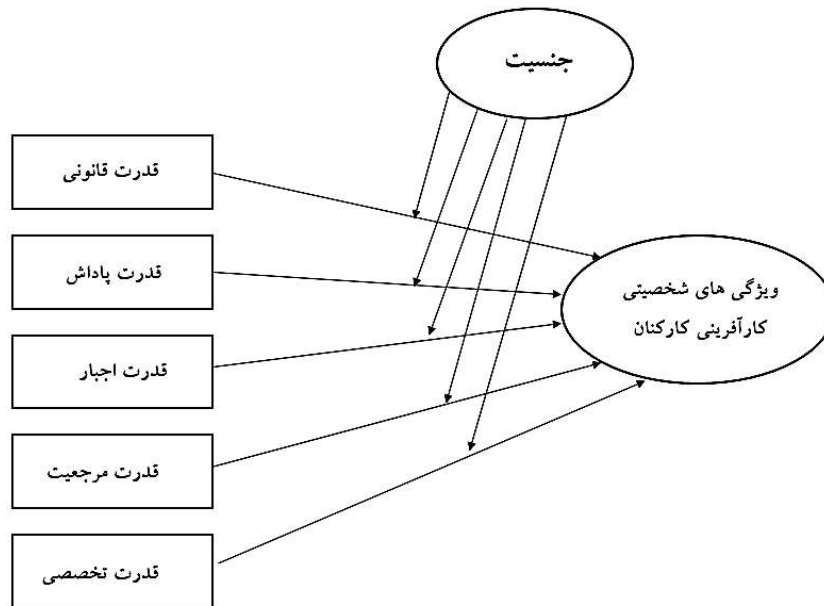 جنسیت
قدرت قانونی
قدرت پاداش
قدرت اجبار
قدرت مرجعیت
قدرت تخصصی
ویژگی های شخصیتی
کارآفرینی کارکنان